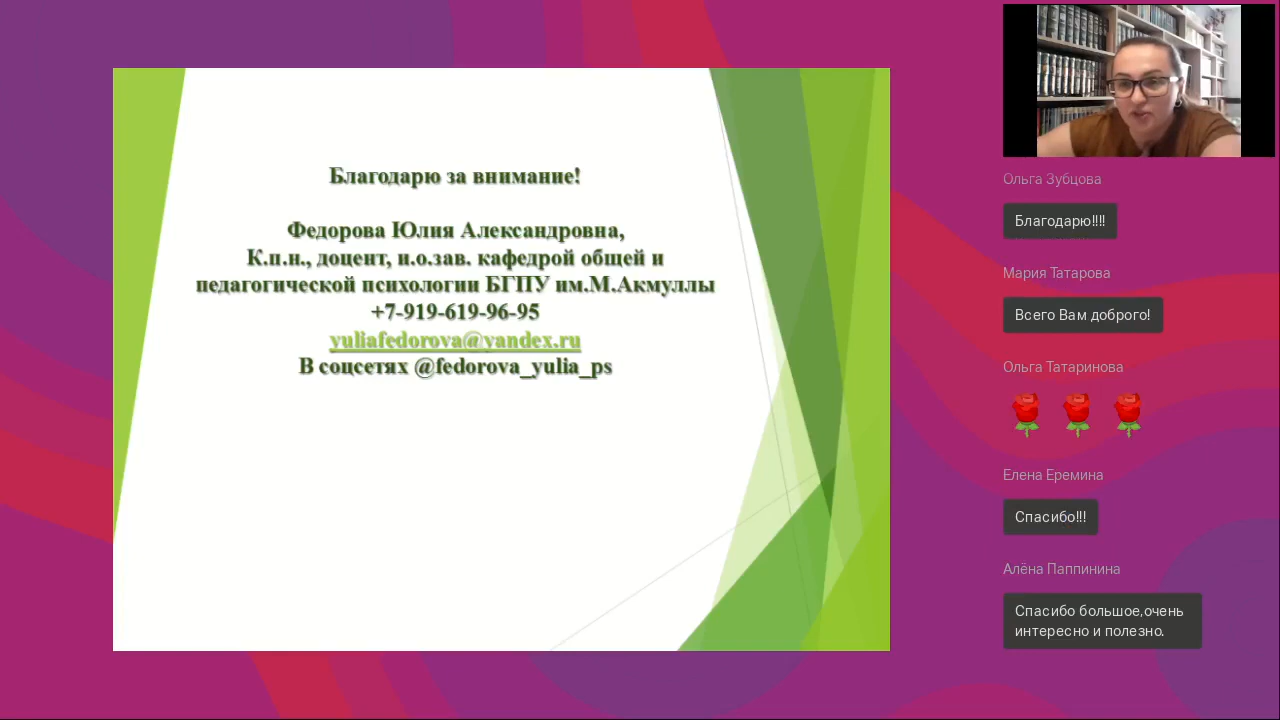 Благодарю за внимание!
Федорова Юлия Александровна,
К.п.н., доцент, и.о.зав. кафедрой общей и
педагогической психологии БГПУ им.М.Акмуллы
+7-919-619-96-95
yuliafedorova@yandex.ru
В соцсетях @fedorova_yulia_ps
Ольга Зубцова
Благодарю!!!!
Мария Татарова
Всего Вам доброго!
Ольга Татаринова
Елена Еремина
Спасибо!!!
Алёна Паппинина
Спасибо большое,очень
интересно и полезно.